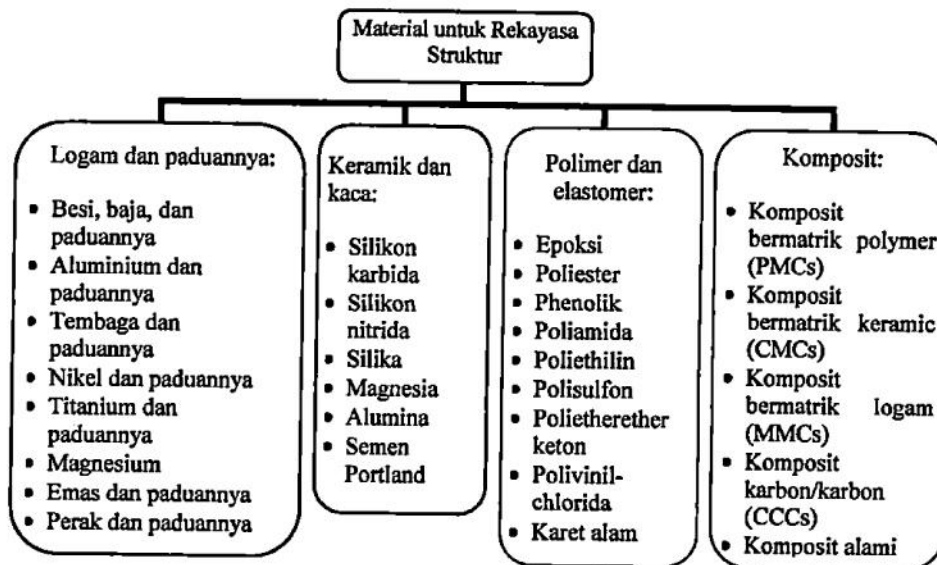 Material untuk Rekayasa
Struktur
Logam dan paduannya:
• Besi, baja, dan
paduannya
• Aluminium dan
paduannya
• Tembaga dan
paduannya
• Nikel dan paduannya
• Titanium dan
paduannya
• Magnesium
• Emas dan paduannya
• Perak dan paduannya
Keramik dan
kaca:
• Silikon
karbida
• Silikon
nitrida
• Silika
• Magnesia
• Alumina
• Semen
Portland
Polimer dan
elastomer:
• Epoksi
• Poliester
• Phenolik
• Poliamida
• Poliethilin
• Polisulfon
• Polietherether
keton
• Polivinil-
chlorida
• Karet alam
Komposit:
• Komposit
bermatrik polymer
(PMCs)
• Komposit
bermatrik keramic
(CMCs)
• Komposit
bermatrik logam
(MMCs)
• Komposit
karbon/karbon
(CCCs)
• Komposit alami